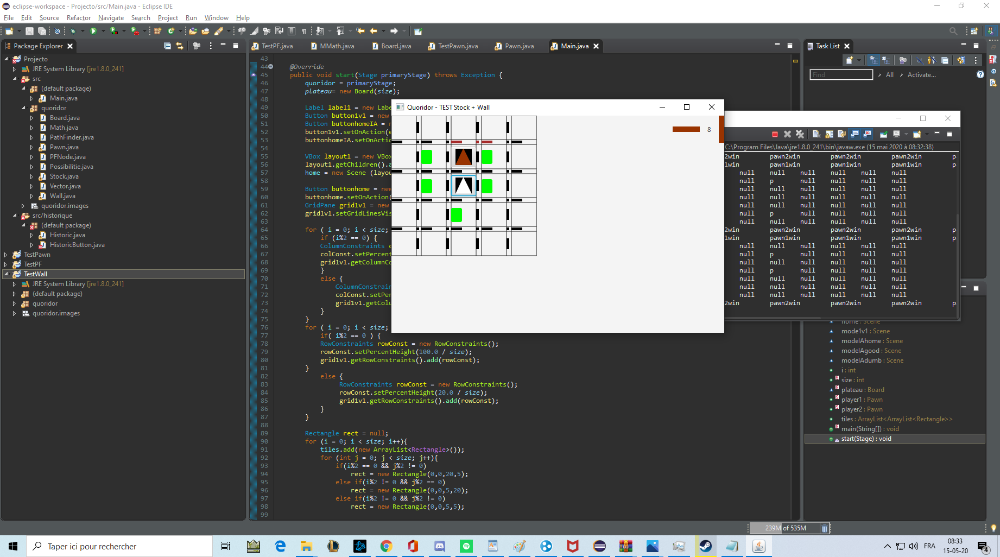 eclipse-workspace - Projecto/src/Main.java - Eclipse IDE
File Edit Source Refactor Navigate Search Project Run Window Help
Package Explorer
Projecto
JRE System Library [jre1.8.0_241]
src
(default package)
Main.java
quoridor
Board.java
Math.java
PathFinder.java
Pawn.java
PFNode.java
Possibilitie.java
Stock.java
Vector.java
Wall.java
quoridor.images
src/historique
(default package)
Historic.java
HistoricButton.java
TestPawn
TestPF
TestWall
JRE System Library [jre1.8.0_241]
(default package)
quoridor
quoridor.images
TestPF.java MMath.java Board.java TestPawn.java Pawn.java Main.java
43
44 @Override
45 public void start(Stage primaryStage) throws Exception {
46 quoridor = primaryStage;
47 plateau= new Board(size);
48
49 Label label1 = new Labe
50 Button button1v1 = new
51 Button buttonhomeIA = n
52 button1v1.setOnAction(e
53 buttonhomeIA.setOnActio
54
55 VBox layout1 = new VBox
56 layout1.getChildren().a
57 home = new Scene (layou
58
59 Button buttonhome = new
60 buttonhome.setOnAction(
61 GridPane grid1v1 = new
62 grid1v1.setGridLinesVis
63
64 for ( i = 0; i < size;
65 if (i%2 == 0) {
66 ColumnConstraints c
67 colConst.setPercent
68 grid1v1.getColumnCo
69 }
70 else {
71 ColumnConstrain
72 colConst.setPer
73 grid1v1.getColu
74 }
75 }
76 for ( i = 0; i < size;
77 if( i%2 == 0 ) {
78 RowConstraints rowConst = new RowConstraints();
79 rowConst.setPercentHeight(100.0 / size);
80 grid1v1.getRowConstraints().add(rowConst);
81 }
82 else {
83 RowConstraints rowConst = new RowConstraints();
84 rowConst.setPercentHeight(20.0 / size);
85 grid1v1.getRowConstraints().add(rowConst);
86 }
87 }
88
89 Rectangle rect = null;
90 for (i = 0; i < size; i++){
91 tiles.add(new ArrayList<Rectangle>());
92 for (int j = 0; j < size; j++){
93 if(i%2 == 0 && j%2 != 0)
94 rect = new Rectangle(0,0,20,5);
95 else if(i%2 != 0 && j%2 == 0)
96 rect = new Rectangle(0,0,5,20);
97 else if(i%2 != 0 && j%2 != 0)
98 rect = new Rectangle(0,0,5,5);
99
Quoridor - TEST Stock + Wall
8
C:\Program Files\Java\jre1.8.0_241\bin\javaw.exe (15 mai 2020 à 08:32:38)
2win pawn2win pawn2win pawn2win p
1win pawn1win pawn1win pawn1win p
null null null null null null
null p null null null null
null null null null null null
null null null null null null
null null null null null null
null p null null null null
null null null null null null
2win pawn2win pawn2win pawn2win p
1win pawn1win pawn1win pawn1win p
null null null null null null
null p null null null null
null null null null null null
null p null null null null
null null null null null null
null null null null null null
null null null null null null
2win pawn2win pawn2win pawn2win p
Task List
Find All Activate...
home : Scene
mode1v1 : Scene
modelAhome : Scene
modelAgood : Scene
modelAdumb : Scene
i : int
size : int
plateau : Board
player1 : Pawn
player2 : Pawn
tiles : ArrayList<ArrayList<Rectangle>>
main(String[]) : void
start(Stage) : void
239M of 535M
Taper ici pour rechercher
FRA
08:33
15-05-20
4